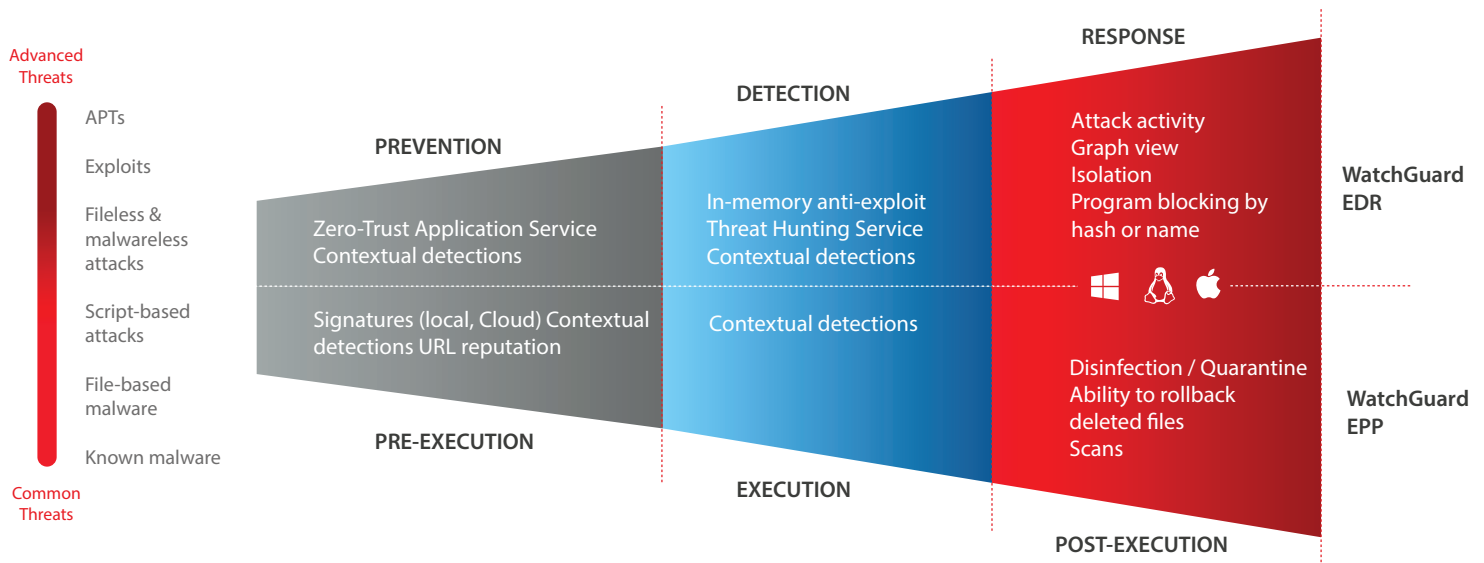 Advanced
Threats
APTs
Exploits
Fileless &
malwareless
attacks
Script-based
attacks
File-based
malware
Known malware
Common
Threats
PREVENTION
Zero-Trust Application Service
Contextual detections
Signatures (local, Cloud) Contextual
detections URL reputation
PRE-EXECUTION
DETECTION
In-memory anti-exploit
Threat Hunting Service
Contextual detections
Contextual detections
EXECUTION
RESPONSE
Attack activity
Graph view
Isolation
Program blocking by
hash or name
Disinfection / Quarantine
Ability to rollback
deleted files
Scans
POST-EXECUTION
WatchGuard
EDR
WatchGuard
EPP